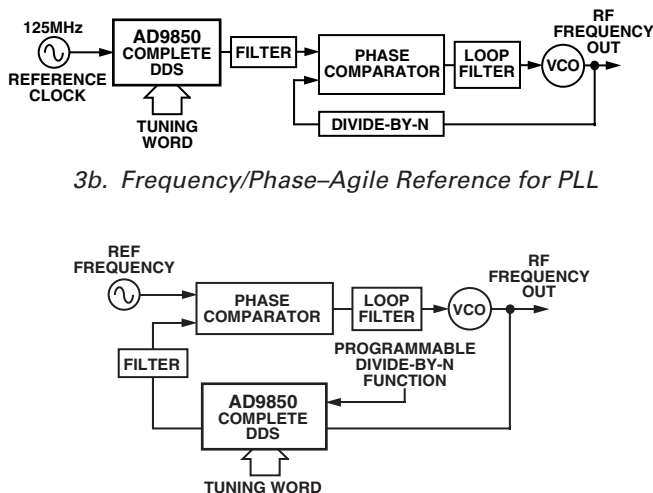 125MHz
REFERENCE
CLOCK
AD9850
COMPLETE
DDS
TUNING
WORD
FILTER
PHASE
COMPARATOR
LOOP
FILTER
VCO
RF
FREQUENCY
OUT
DIVIDE-BY-N
3b. Frequency/Phase–Agile Reference for PLL
REF
FREQUENCY
PHASE
COMPARATOR
LOOP
FILTER
VCO
RF
FREQUENCY
OUT
FILTER
PROGRAMMABLE
DIVIDE-BY-N
FUNCTION
AD9850
COMPLETE
DDS
TUNING WORD